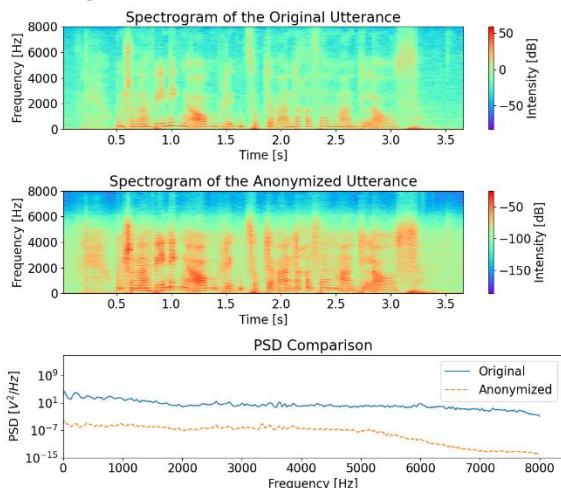 Spectrogram of the Original Utterance
8000
6000
4000
2000
0
Frequency [Hz]
0.5 1.0 1.5 2.0 2.5 3.0 3.5
Time [s]
50
0
−50
Intensity [dB]
Spectrogram of the Anonymized Utterance
8000
6000
4000
2000
0
Frequency [Hz]
0.5 1.0 1.5 2.0 2.5 3.0 3.5
Time [s]
−50
−100
−150
Intensity [dB]
PSD Comparison
10⁹
10¹
10⁻⁷
10⁻¹⁵
PSD [V²/Hz]
Original
Anonymized
0 1000 2000 3000 4000 5000 6000 7000 8000
Frequency [Hz]